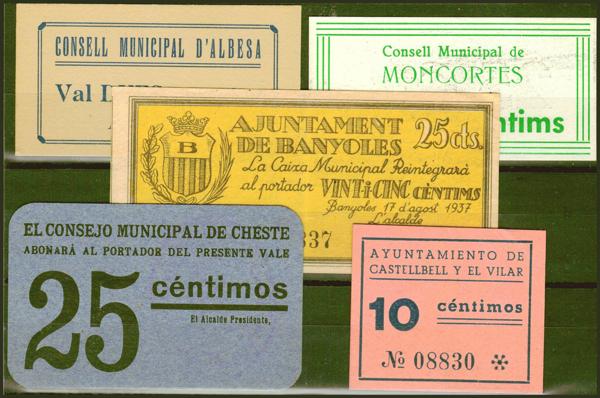 CONSELL MUNICIPAL D'ALBESA
Val
Consell Municipal de
MONCORTES
B
AJUNTAMENT
DE BANYOLES
25cts.
La Caixa Municipal Reintegrarà
al portador VINT-i-CINC CÈNTIMS
Banyoles 17 d'agost 1937
L'alcalde
EL CONSEJO MUNICIPAL DE CHESTE
ABONARÁ AL PORTADOR DEL PRESENTE VALE
25 céntimos
El Alcalde Presidente,
AYUNTAMIENTO DE
CASTELLBELL Y EL VILAR
10 céntimos
No 08830